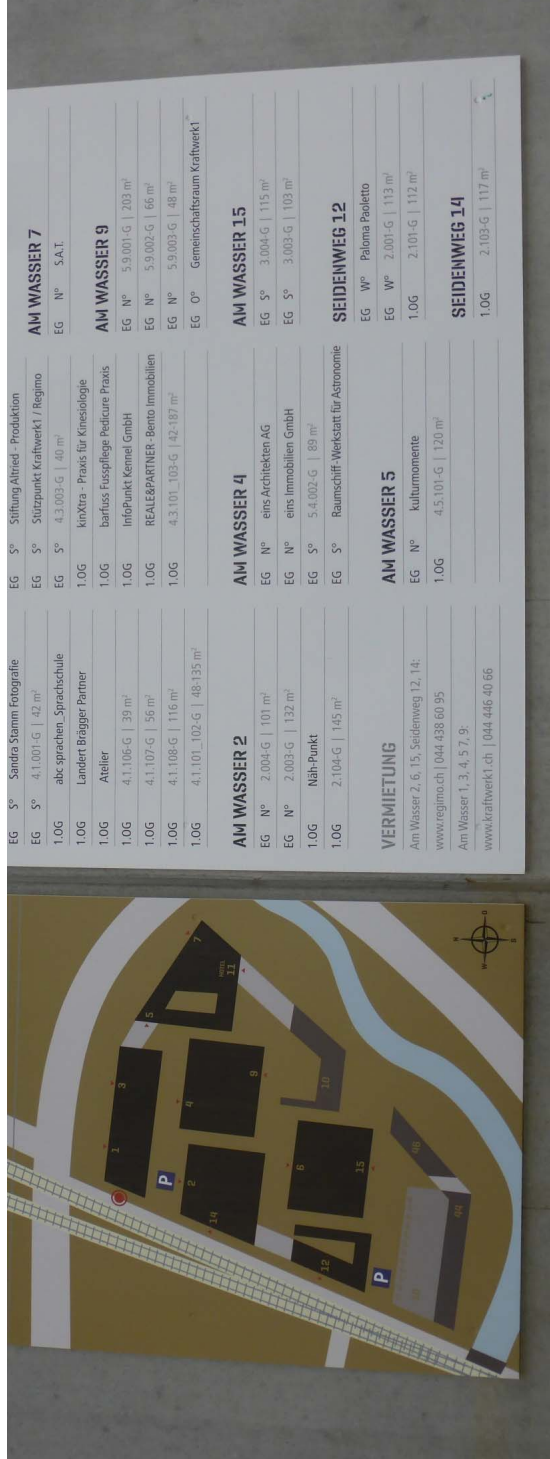 EG S° Sandra Stamm Fotografie
EG S° 4.1.001-G | 42 m²
1.OG abc sprachen_Sprachschule
1.OG Landert Brägger Partner
1.OG Atelier
1.OG 4.1.106-G | 39 m²
1.OG 4.1.107-G | 56 m²
1.OG 4.1.108-G | 116 m²
1.OG 4.1.101_102-G | 48-135 m²
AM WASSER 2
EG N° 2.004-G | 101 m²
EG N° 2.003-G | 132 m²
1.OG Näh-Punkt
1.OG 2.104-G | 145 m²
VERMIETUNG
Am Wasser 2, 6, 15, Seidenweg 12, 14:
www.regimo.ch | 044 438 60 95
Am Wasser 1, 3, 4, 5 7, 9:
www.kraftwerk1.ch | 044 446 40 66
EG S° Stiftung Altried - Produktion
EG S° Stützpunkt Kraftwerk1 / Regimo
EG S° 4.3.003-G | 40 m²
1.OG kinXtra - Praxis für Kinesiologie
1.OG barfuss Fusspflege Pedicure Praxis
1.OG InfoPunkt Kennel GmbH
1.OG REALE&PARTNER - Bento Immobilien
1.OG 4.3.101_103-G | 42-187 m²
AM WASSER 4
EG N° eins Architekten AG
EG N° eins Immobilien GmbH
EG S° 5.4.002-G | 89 m²
EG S° Raumschiff-Werkstatt für Astronomie
AM WASSER 5
EG N° kulturmomente
1.OG 4.5.101-G | 120 m²
AM WASSER 7
EG N° S.A.T.
AM WASSER 9
EG N° 5.9.001-G | 203 m²
EG N° 5.9.002-G | 66 m²
EG N° 5.9.003-G | 48 m²
EG O° Gemeinschaftsraum Kraftwerk1
AM WASSER 15
EG S° 3.004-G | 115 m²
EG S° 3.003-G | 103 m²
SEIDENWEG 12
EG W° Paloma Paoletto
EG W° 2.001-G | 113 m²
1.OG 2.101-G | 112 m²
SEIDENWEG 14
1.OG 2.103-G | 117 m²
1
3
5
7
HOTEL
11
P
2
4
9
14
10
6
12
15
P
46
44
N
W
O
S